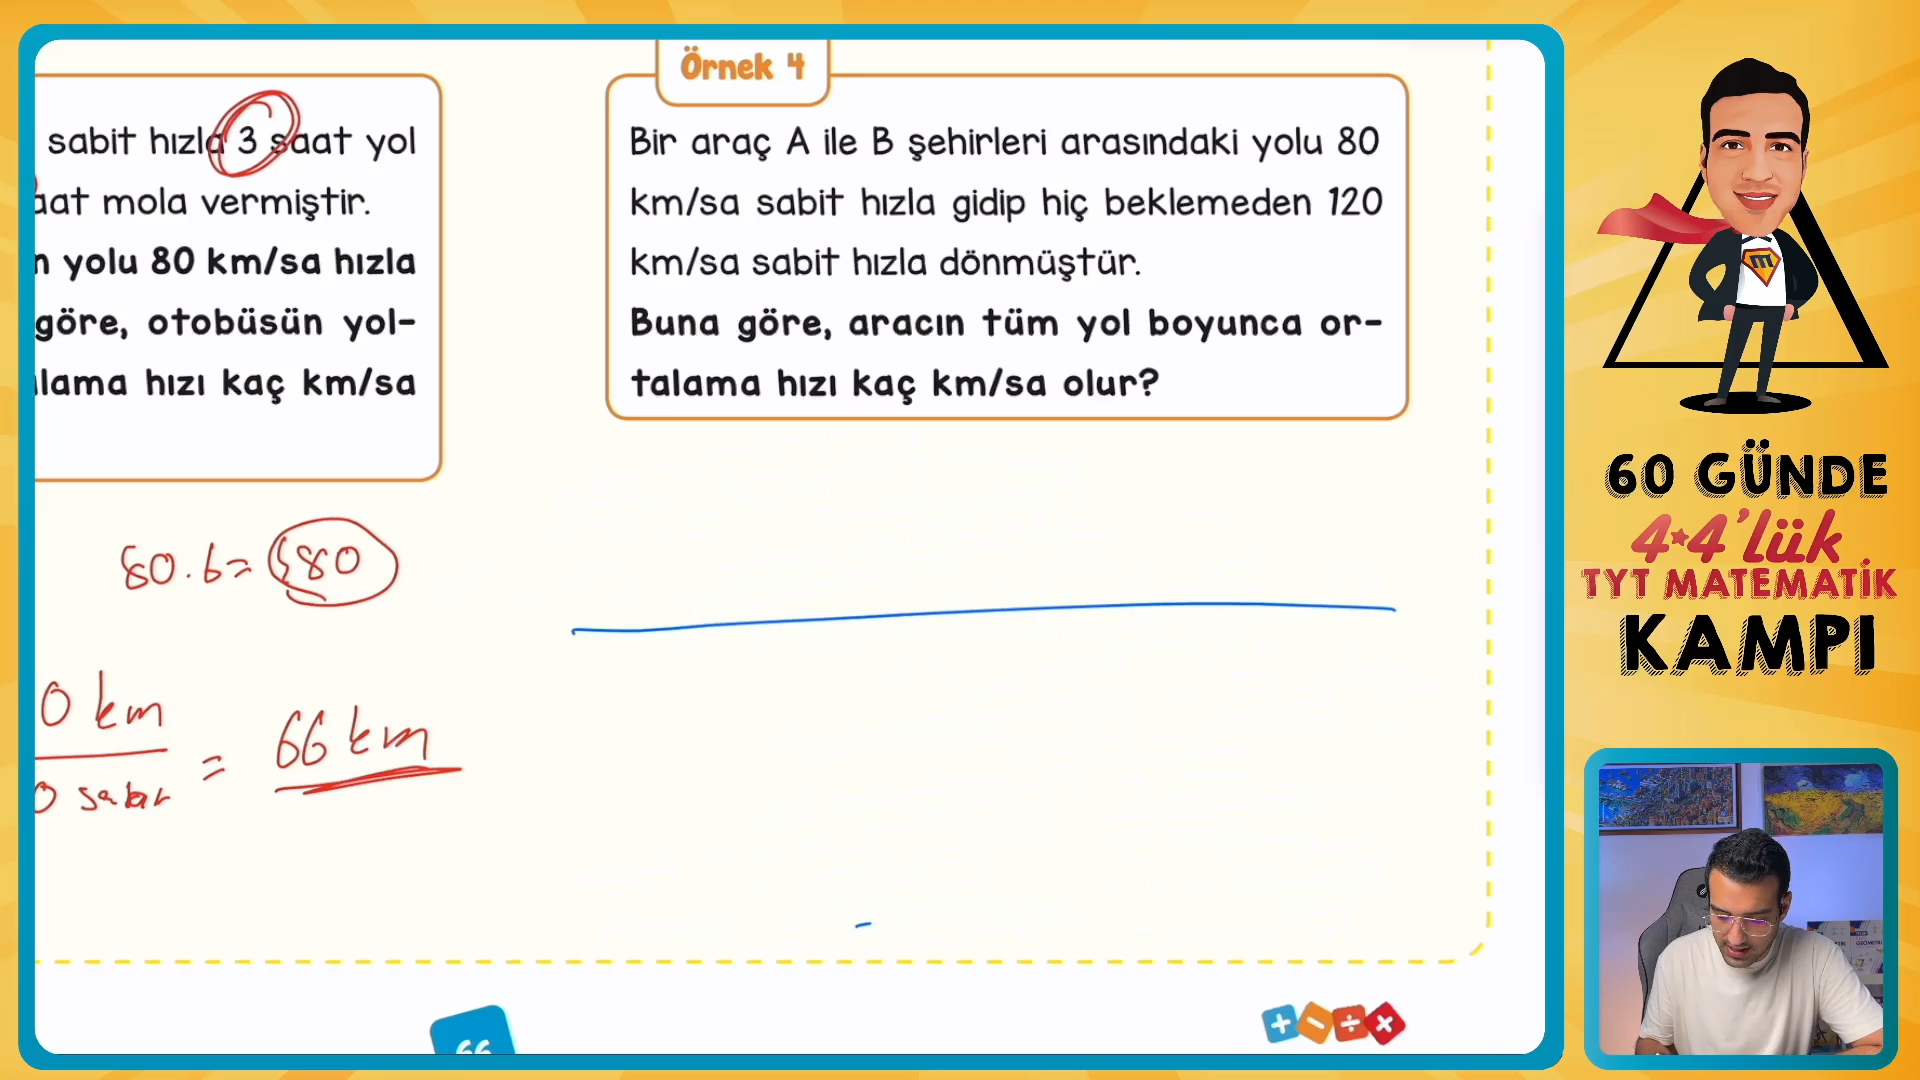 sabit hızla 3 saat yol
aat mola vermiştir.
n yolu 80 km/sa hızla
göre, otobüsün yol-
lama hızı kaç km/sa
80.6=480
0 km
0 saat
= 66 km
Örnek 4
Bir araç A ile B şehirleri arasındaki yolu 80
km/sa sabit hızla gidip hiç beklemeden 120
km/sa sabit hızla dönmüştür.
Buna göre, aracın tüm yol boyunca or-
talama hızı kaç km/sa olur?
66
+ - ÷ ×
m
60 GÜNDE
4*4'lük
TYT MATEMATİK
KAMPI